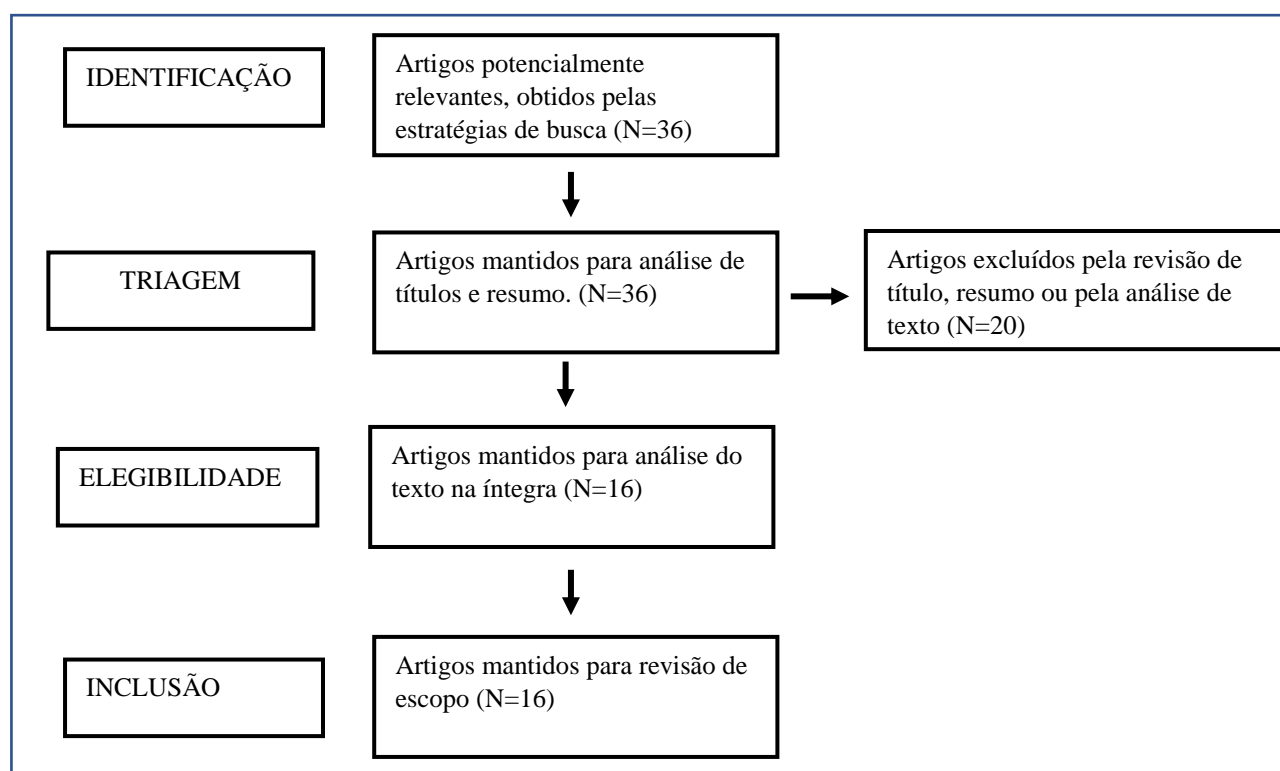 IDENTIFICAÇÃO
Artigos potencialmente
relevantes, obtidos pelas
estratégias de busca (N=36)
TRIAGEM
Artigos mantidos para análise de
títulos e resumo. (N=36)
Artigos excluídos pela revisão de
título, resumo ou pela análise de
texto (N=20)
ELEGIBILIDADE
Artigos mantidos para análise do
texto na íntegra (N=16)
INCLUSÃO
Artigos mantidos para revisão de
escopo (N=16)